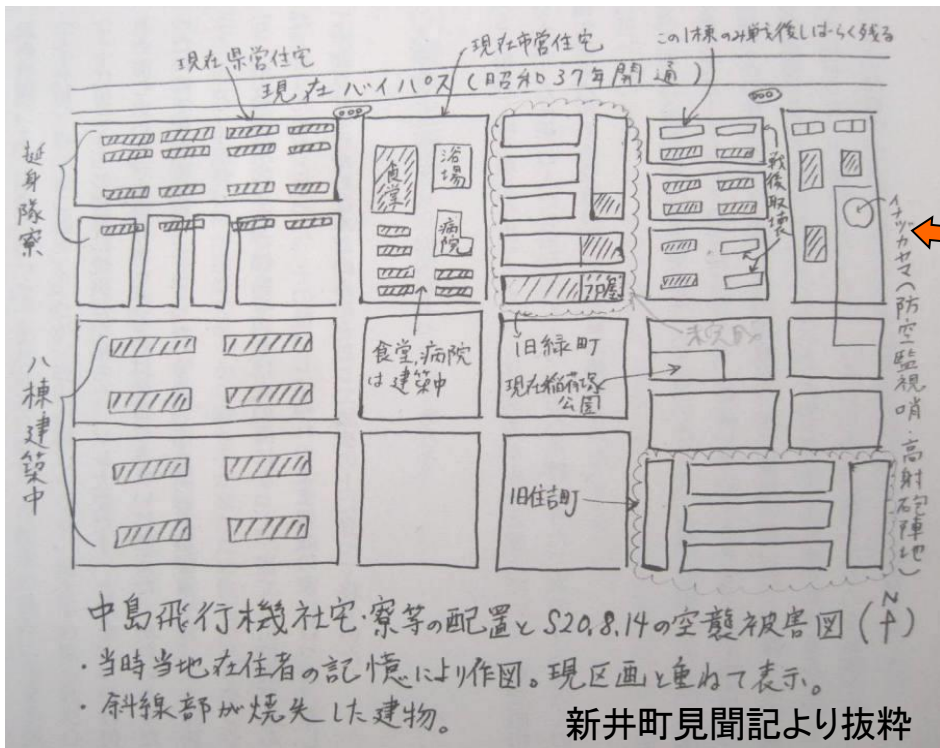 現在県営住宅
現在市営住宅
この1棟のみ戦後しばらく残る
現在バイパス(昭和37年開通)
挺身隊寮
食堂
浴場
病院
浴場
戦後取壊
イナツカヤマ(防空監視哨・高射砲陣地)
八棟建築中
食堂、病院
は建築中
旧緑町
現在稲荷塚
公園
旧住吉町
中島飛行機社宅・寮等の配置とS20.8.14の空襲被害図(N)
・当時当地在住者の記憶により作図。現区画と重ねて表示。
・斜線部が焼失した建物。
新井町見聞記より抜粋